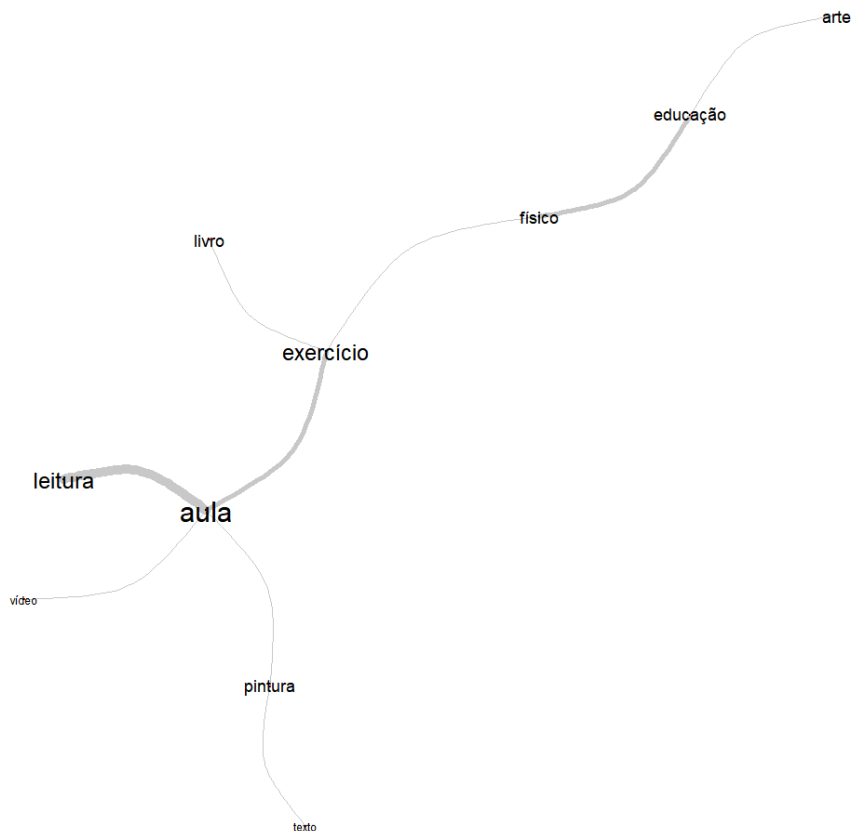 arte
educação
físico
livro
exercício
leitura
aula
vídeo
pintura
texto